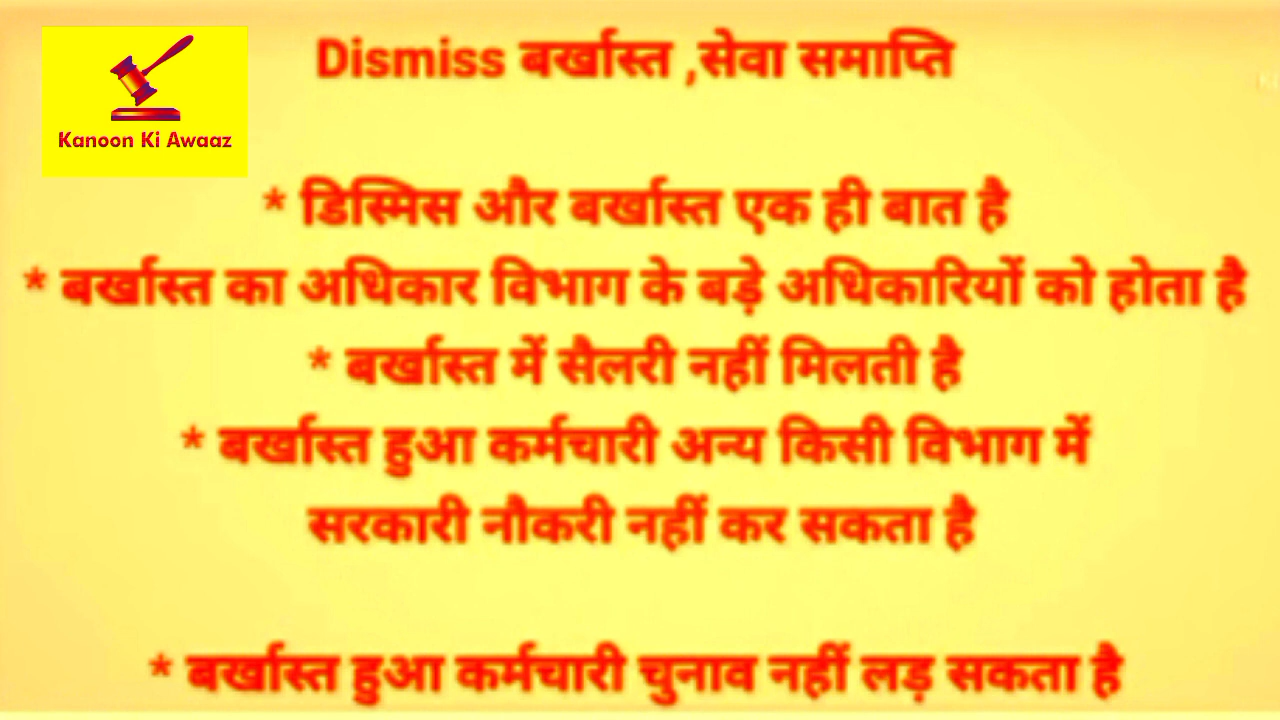 Kanoon Ki Awaaz
Dismiss बर्खास्त ,सेवा समाप्ति
* डिस्मिस और बर्खास्त एक ही बात है
* बर्खास्त का अधिकार विभाग के बड़े अधिकारियों को होता है
* बर्खास्त में सैलरी नहीं मिलती है
* बर्खास्त हुआ कर्मचारी अन्य किसी विभाग में
सरकारी नौकरी नहीं कर सकता है
* बर्खास्त हुआ कर्मचारी चुनाव नहीं लड़ सकता है